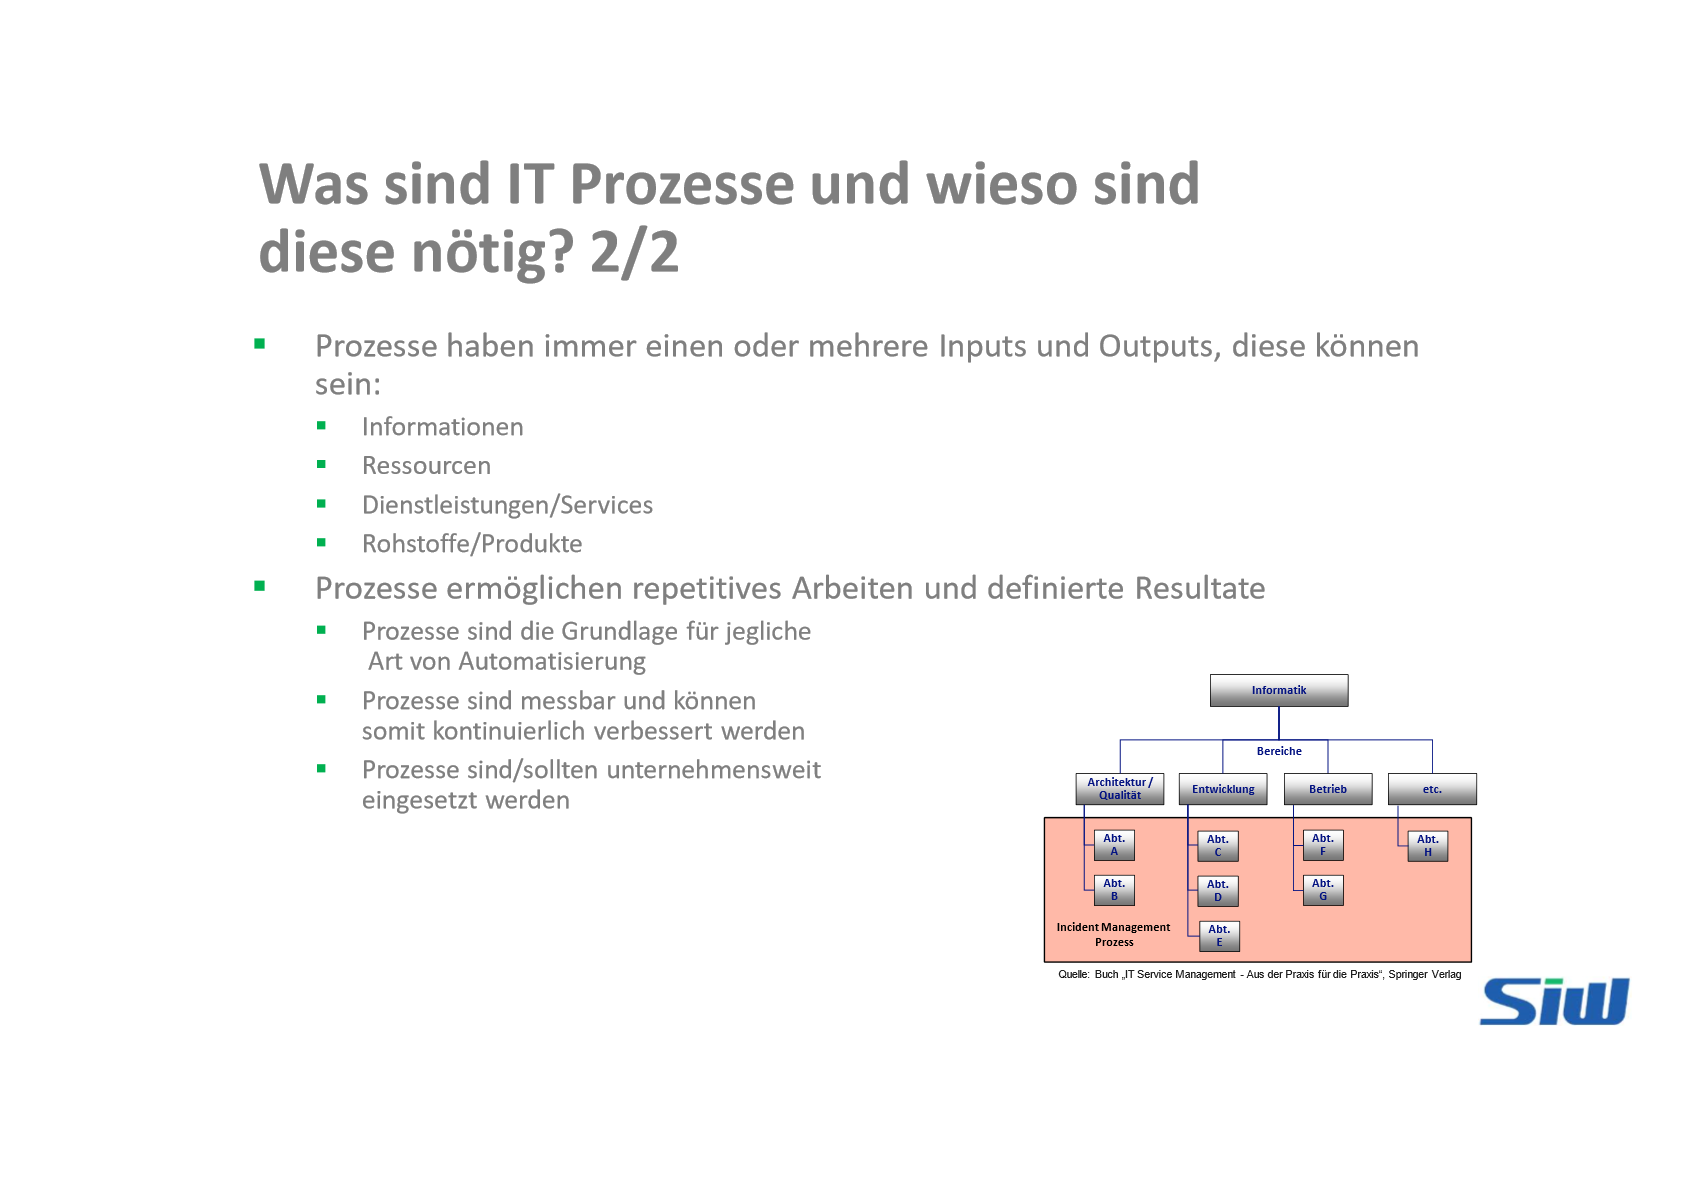 Was sind IT Prozesse und wieso sind
diese nötig? 2/2
Prozesse haben immer einen oder mehrere Inputs und Outputs, diese können
sein:
Informationen
Ressourcen
Dienstleistungen/Services
Rohstoffe/Produkte
Prozesse ermöglichen repetitives Arbeiten und definierte Resultate
Prozesse sind die Grundlage für jegliche
Art von Automatisierung
Prozesse sind messbar und können
somit kontinuierlich verbessert werden
Prozesse sind/sollten unternehmensweit
eingesetzt werden
Informatik
Bereiche
Architektur /
Qualität
Entwicklung
Betrieb
etc.
Abt.
A
Abt.
C
Abt.
F
Abt.
H
Abt.
B
Abt.
D
Abt.
G
Incident Management
Prozess
Abt.
E
Quelle: Buch „IT Service Management - Aus der Praxis für die Praxis“, Springer Verlag
Siw